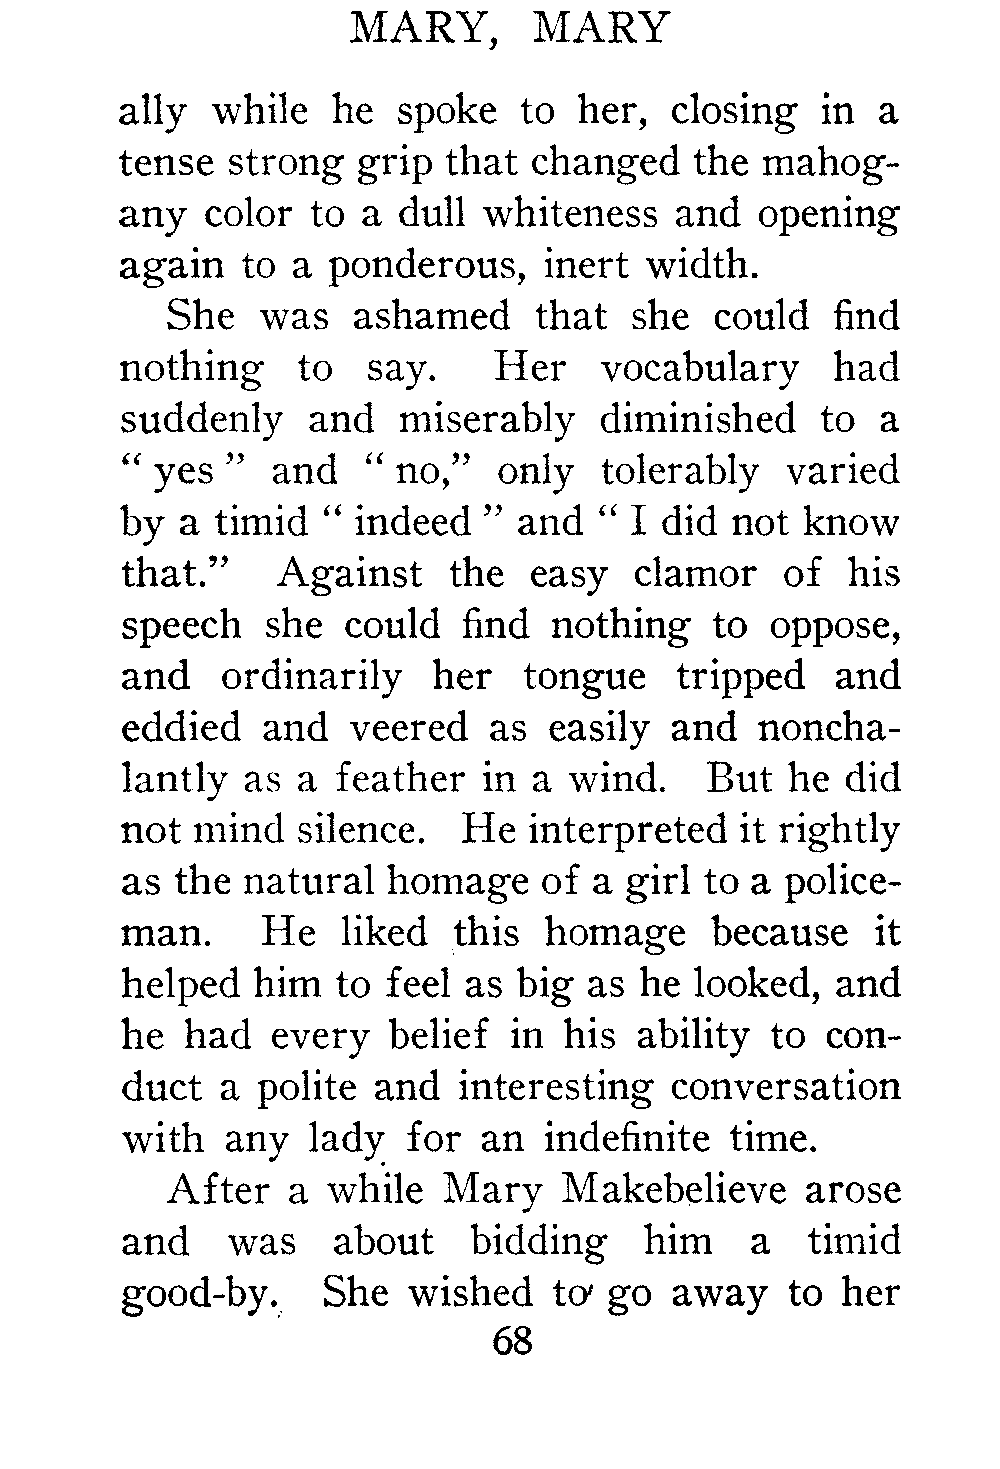 MARY, MARY
ally while he spoke to her, closing in a
tense strong grip that changed the mahog-
any color to a dull whiteness and opening
again to a ponderous, inert width.
She was ashamed that she could find
nothing to say. Her vocabulary had
suddenly and miserably diminished to a
“ yes ” and “ no,” only tolerably varied
by a timid “ indeed ” and “ I did not know
that.” Against the easy clamor of his
speech she could find nothing to oppose,
and ordinarily her tongue tripped and
eddied and veered as easily and noncha-
lantly as a feather in a wind. But he did
not mind silence. He interpreted it rightly
as the natural homage of a girl to a police-
man. He liked this homage because it
helped him to feel as big as he looked, and
he had every belief in his ability to con-
duct a polite and interesting conversation
with any lady for an indefinite time.
After a while Mary Makebelieve arose
and was about bidding him a timid
good-by. She wished to go away to her
68